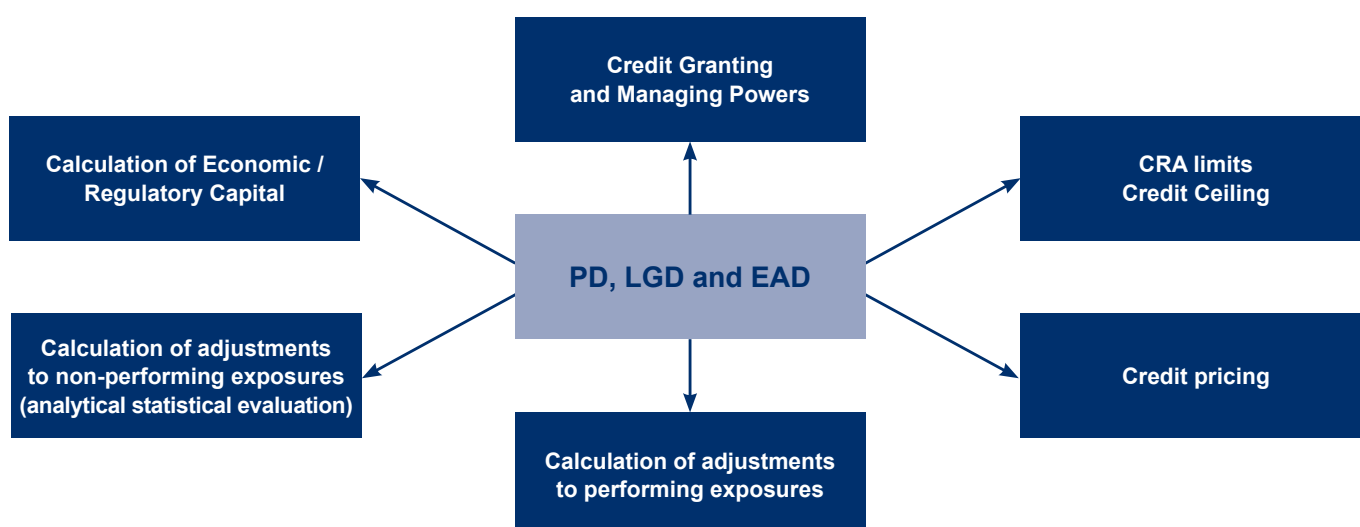 Credit Granting
and Managing Powers
Calculation of Economic /
Regulatory Capital
CRA limits
Credit Ceiling
PD, LGD and EAD
Calculation of adjustments
to non-performing exposures
(analytical statistical evaluation)
Credit pricing
Calculation of adjustments
to performing exposures